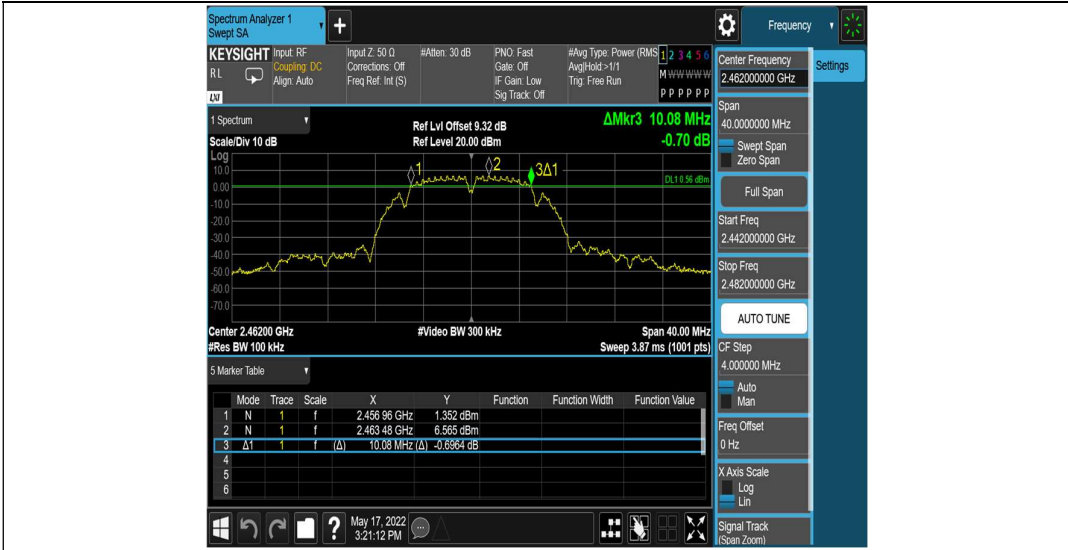 Spectrum Analyzer 1
Swept SA
+
Frequency
KEYSIGHT
RL
LXI
Input: RF
Coupling: DC
Align: Auto
Input Z: 50 Ω
Corrections: Off
Freq Ref: Int (S)
#Atten: 30 dB
PNO: Fast
Gate: Off
IF Gain: Low
Sig Track: Off
#Avg Type: Power (RMS
Avg|Hold:>1/1
Trig: Free Run
1 2 3 4 5 6
M W W W W W
P P P P P P
1 Spectrum
Scale/Div 10 dB
Ref Lvl Offset 9.32 dB
Ref Level 20.00 dBm
ΔMkr3 10.08 MHz
-0.70 dB
Log
10.0
0.00
-10.0
-20.0
-30.0
-40.0
-50.0
-60.0
-70.0
1
2
3Δ1
DL1 0.56 dBm
Center 2.46200 GHz
#Video BW 300 kHz
Span 40.00 MHz
#Res BW 100 kHz
Sweep 3.87 ms (1001 pts)
5 Marker Table
Mode Trace Scale X Y Function Function Width Function Value
1 N 1 f 2.456 96 GHz 1.352 dBm
2 N 1 f 2.463 48 GHz 6.565 dBm
3 Δ1 1 f (Δ) 10.08 MHz (Δ) -0.6964 dB
4
5
6
?
May 17, 2022
3:21:12 PM
Center Frequency
2.462000000 GHz
Settings
Span
40.0000000 MHz
Swept Span
Zero Span
Full Span
Start Freq
2.442000000 GHz
Stop Freq
2.482000000 GHz
AUTO TUNE
CF Step
4.000000 MHz
Auto
Man
Freq Offset
0 Hz
X Axis Scale
Log
Lin
Signal Track
(Span Zoom)